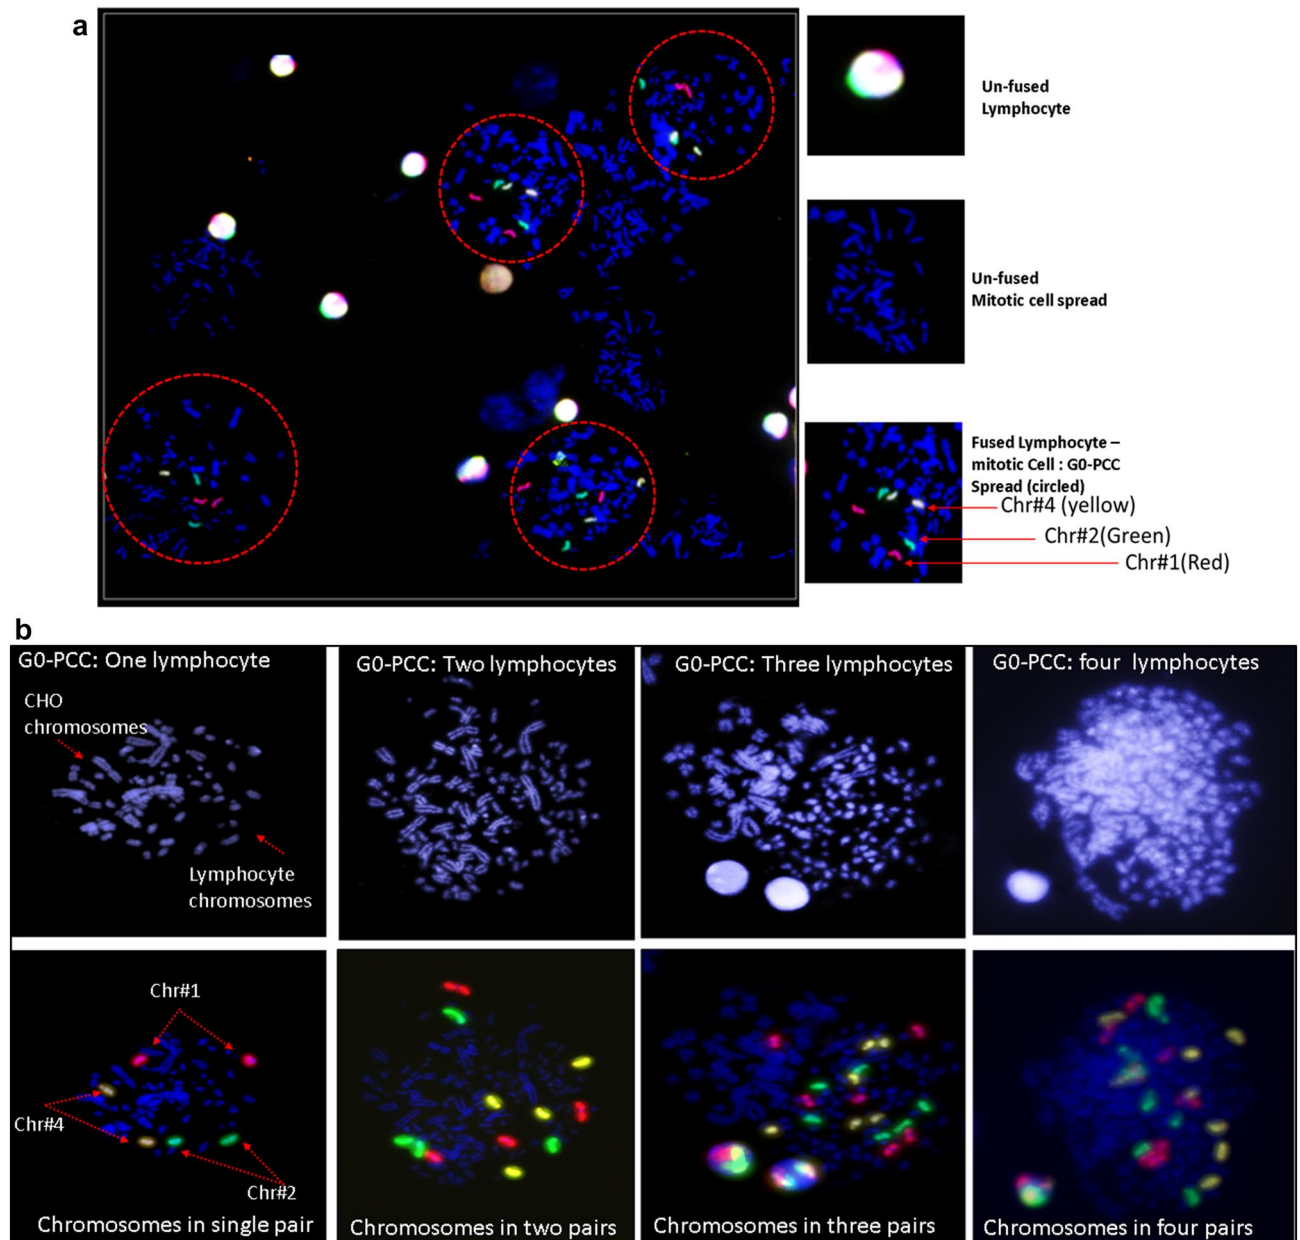 a
Un-fused
Lymphocyte
Un-fused
Mitotic cell spread
Fused Lymphocyte –
mitotic Cell : G0-PCC
Spread (circled)
Chr#4 (yellow)
Chr#2(Green)
Chr#1(Red)
b
G0-PCC: One lymphocyte
G0-PCC: Two lymphocytes
G0-PCC: Three lymphocytes
G0-PCC: four lymphocytes
CHO
chromosomes
Lymphocyte
chromosomes
Chr#1
Chr#4
Chr#2
Chromosomes in single pair
Chromosomes in two pairs
Chromosomes in three pairs
Chromosomes in four pairs